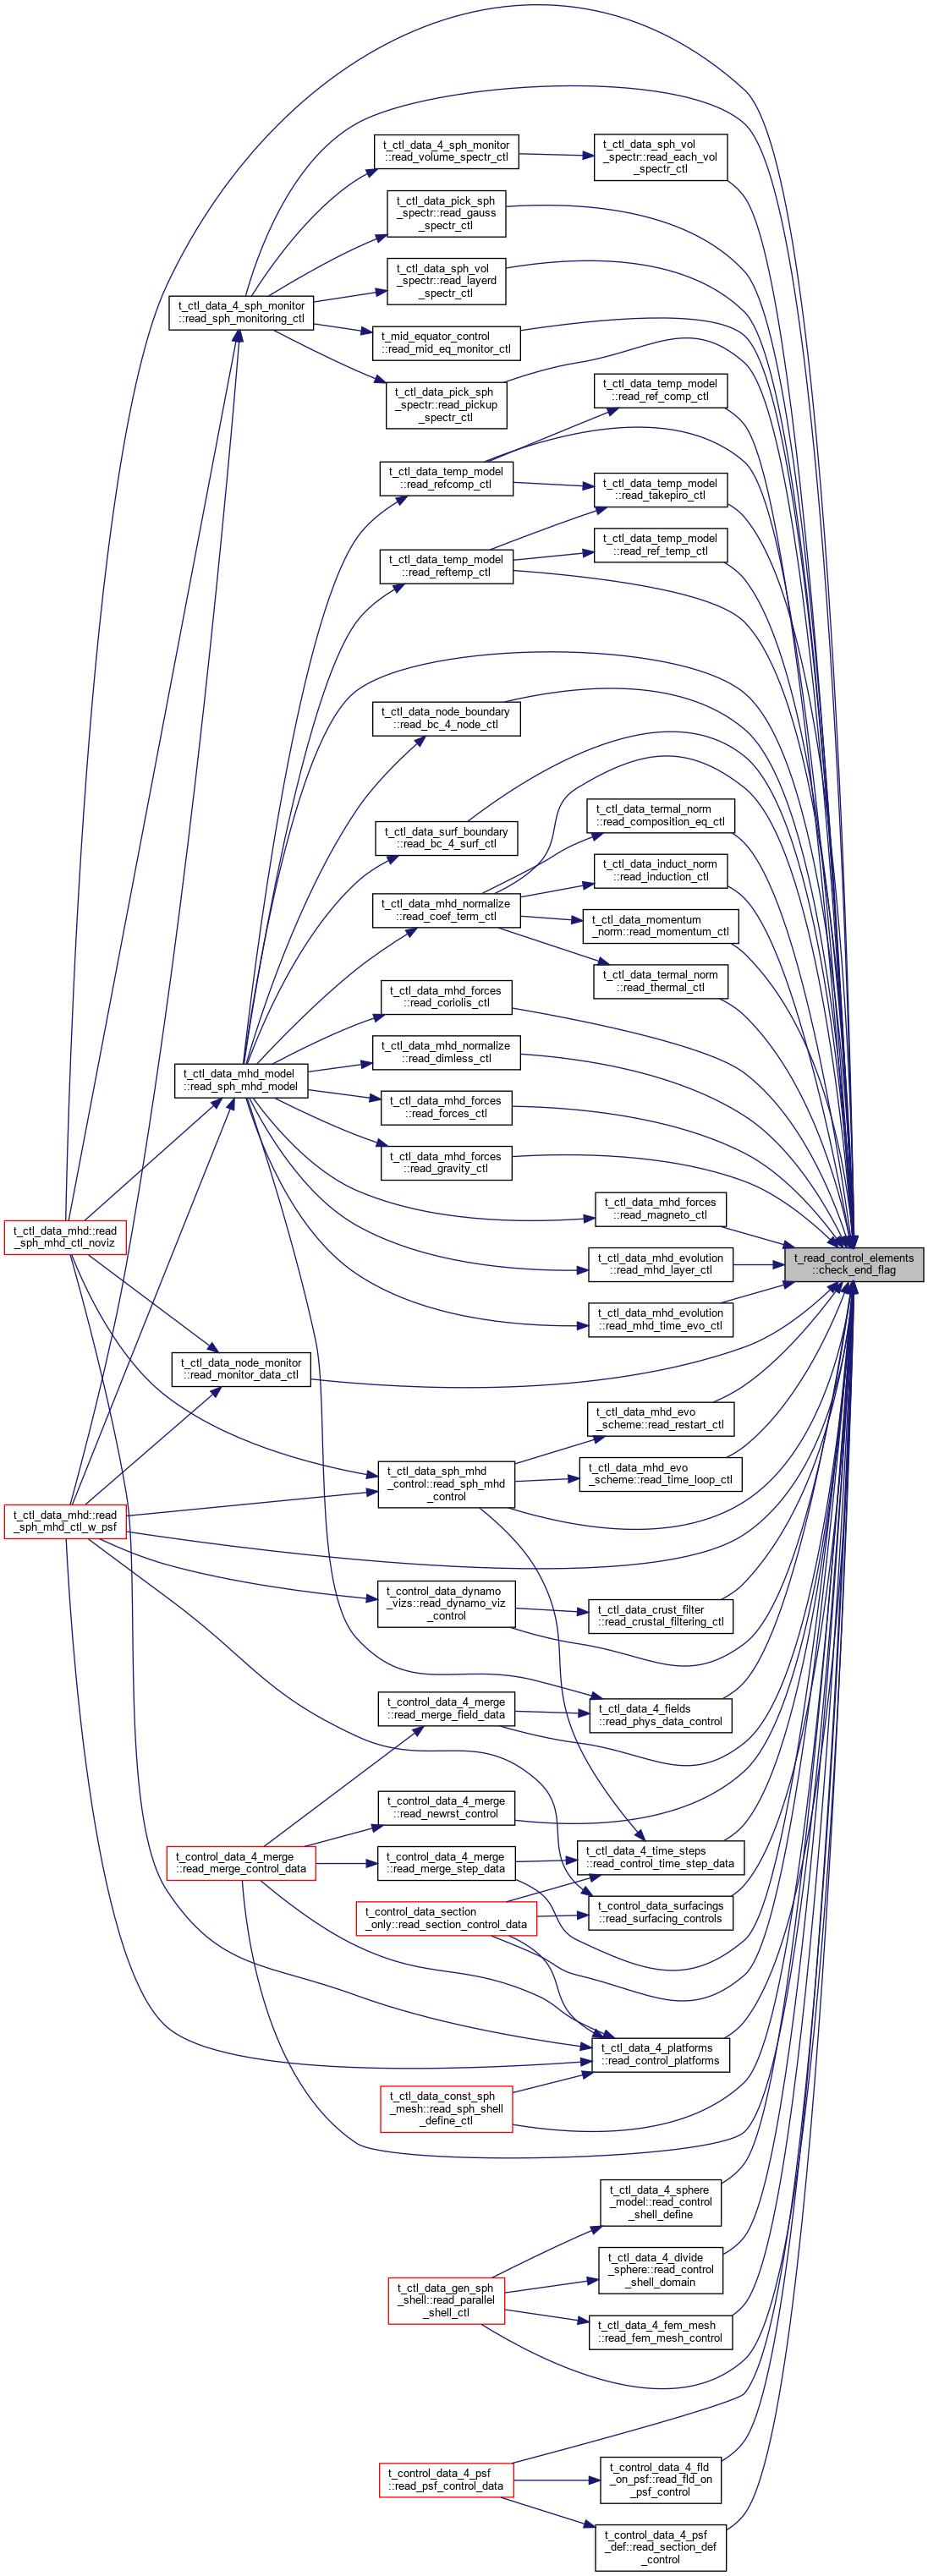 t_ctl_data_4_sph_monitor
::read_volume_spectr_ctl
t_ctl_data_sph_vol
_spectr::read_each_vol
_spectr_ctl
t_ctl_data_pick_sph
_spectr::read_gauss
_spectr_ctl
t_ctl_data_sph_vol
_spectr::read_layerd
_spectr_ctl
t_ctl_data_4_sph_monitor
::read_sph_monitoring_ctl
t_mid_equator_control
::read_mid_eq_monitor_ctl
t_ctl_data_pick_sph
_spectr::read_pickup
_spectr_ctl
t_ctl_data_temp_model
::read_ref_comp_ctl
t_ctl_data_temp_model
::read_refcomp_ctl
t_ctl_data_temp_model
::read_takepiro_ctl
t_ctl_data_temp_model
::read_ref_temp_ctl
t_ctl_data_temp_model
::read_reftemp_ctl
t_ctl_data_node_boundary
::read_bc_4_node_ctl
t_ctl_data_surf_boundary
::read_bc_4_surf_ctl
t_ctl_data_termal_norm
::read_composition_eq_ctl
t_ctl_data_induct_norm
::read_induction_ctl
t_ctl_data_mhd_normalize
::read_coef_term_ctl
t_ctl_data_momentum
_norm::read_momentum_ctl
t_ctl_data_termal_norm
::read_thermal_ctl
t_ctl_data_mhd_forces
::read_coriolis_ctl
t_ctl_data_mhd_normalize
::read_dimless_ctl
t_ctl_data_mhd_model
::read_sph_mhd_model
t_ctl_data_mhd_forces
::read_forces_ctl
t_ctl_data_mhd_forces
::read_gravity_ctl
t_ctl_data_mhd_forces
::read_magneto_ctl
t_ctl_data_mhd::read
_sph_mhd_ctl_noviz
t_ctl_data_mhd_evolution
::read_mhd_layer_ctl
t_read_control_elements
::check_end_flag
t_ctl_data_mhd_evolution
::read_mhd_time_evo_ctl
t_ctl_data_node_monitor
::read_monitor_data_ctl
t_ctl_data_mhd_evo
_scheme::read_restart_ctl
t_ctl_data_mhd_evo
_scheme::read_time_loop_ctl
t_ctl_data_sph_mhd
_control::read_sph_mhd
_control
t_ctl_data_mhd::read
_sph_mhd_ctl_w_psf
t_control_data_dynamo
_vizs::read_dynamo_viz
_control
t_ctl_data_crust_filter
::read_crustal_filtering_ctl
t_control_data_4_merge
::read_merge_field_data
t_ctl_data_4_fields
::read_phys_data_control
t_control_data_4_merge
::read_newrst_control
t_control_data_4_merge
::read_merge_control_data
t_control_data_4_merge
::read_merge_step_data
t_ctl_data_4_time_steps
::read_control_time_step_data
t_control_data_section
_only::read_section_control_data
t_control_data_surfacings
::read_surfacing_controls
t_ctl_data_4_platforms
::read_control_platforms
t_ctl_data_const_sph
_mesh::read_sph_shell
_define_ctl
t_ctl_data_4_sphere
_model::read_control
_shell_define
t_ctl_data_4_divide
_sphere::read_control
_shell_domain
t_ctl_data_gen_sph
_shell::read_parallel
_shell_ctl
t_ctl_data_4_fem_mesh
::read_fem_mesh_control
t_control_data_4_psf
::read_psf_control_data
t_control_data_4_fld
_on_psf::read_fld_on
_psf_control
t_control_data_4_psf
_def::read_section_def
_control